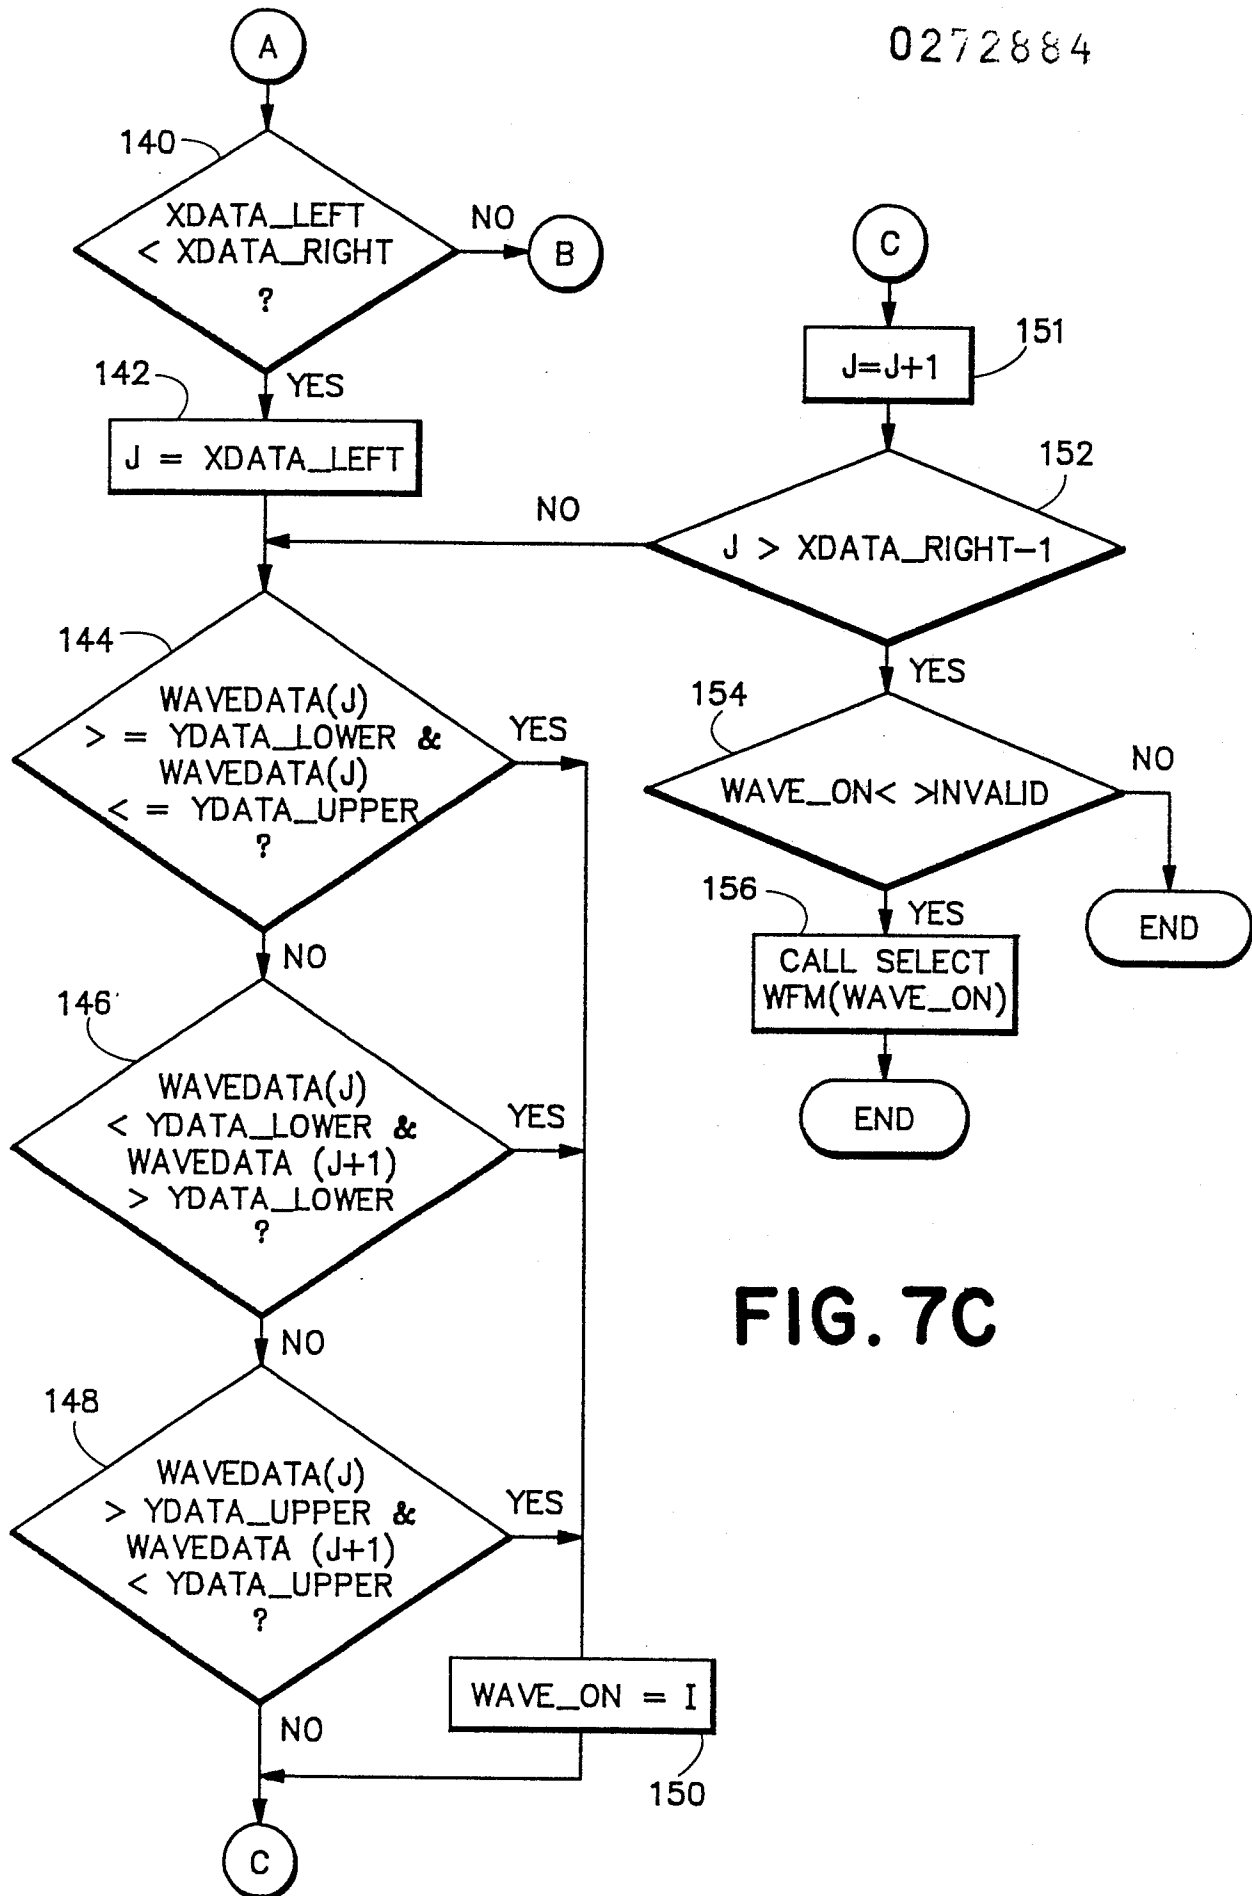 0272884
A
140
XDATA_LEFT
< XDATA_RIGHT
?
NO
B
YES
142
J = XDATA_LEFT
144
WAVEDATA(J)
> = YDATA_LOWER &
WAVEDATA(J)
< = YDATA_UPPER
?
YES
NO
146
WAVEDATA(J)
< YDATA_LOWER &
WAVEDATA (J+1)
> YDATA_LOWER
?
YES
NO
148
WAVEDATA(J)
> YDATA_UPPER &
WAVEDATA (J+1)
< YDATA_UPPER
?
YES
NO
WAVE_ON = I
150
C
C
J=J+1
151
152
J > XDATA_RIGHT-1
NO
YES
154
WAVE_ON< >INVALID
NO
END
YES
156
CALL SELECT
WFM(WAVE_ON)
END
FIG. 7C